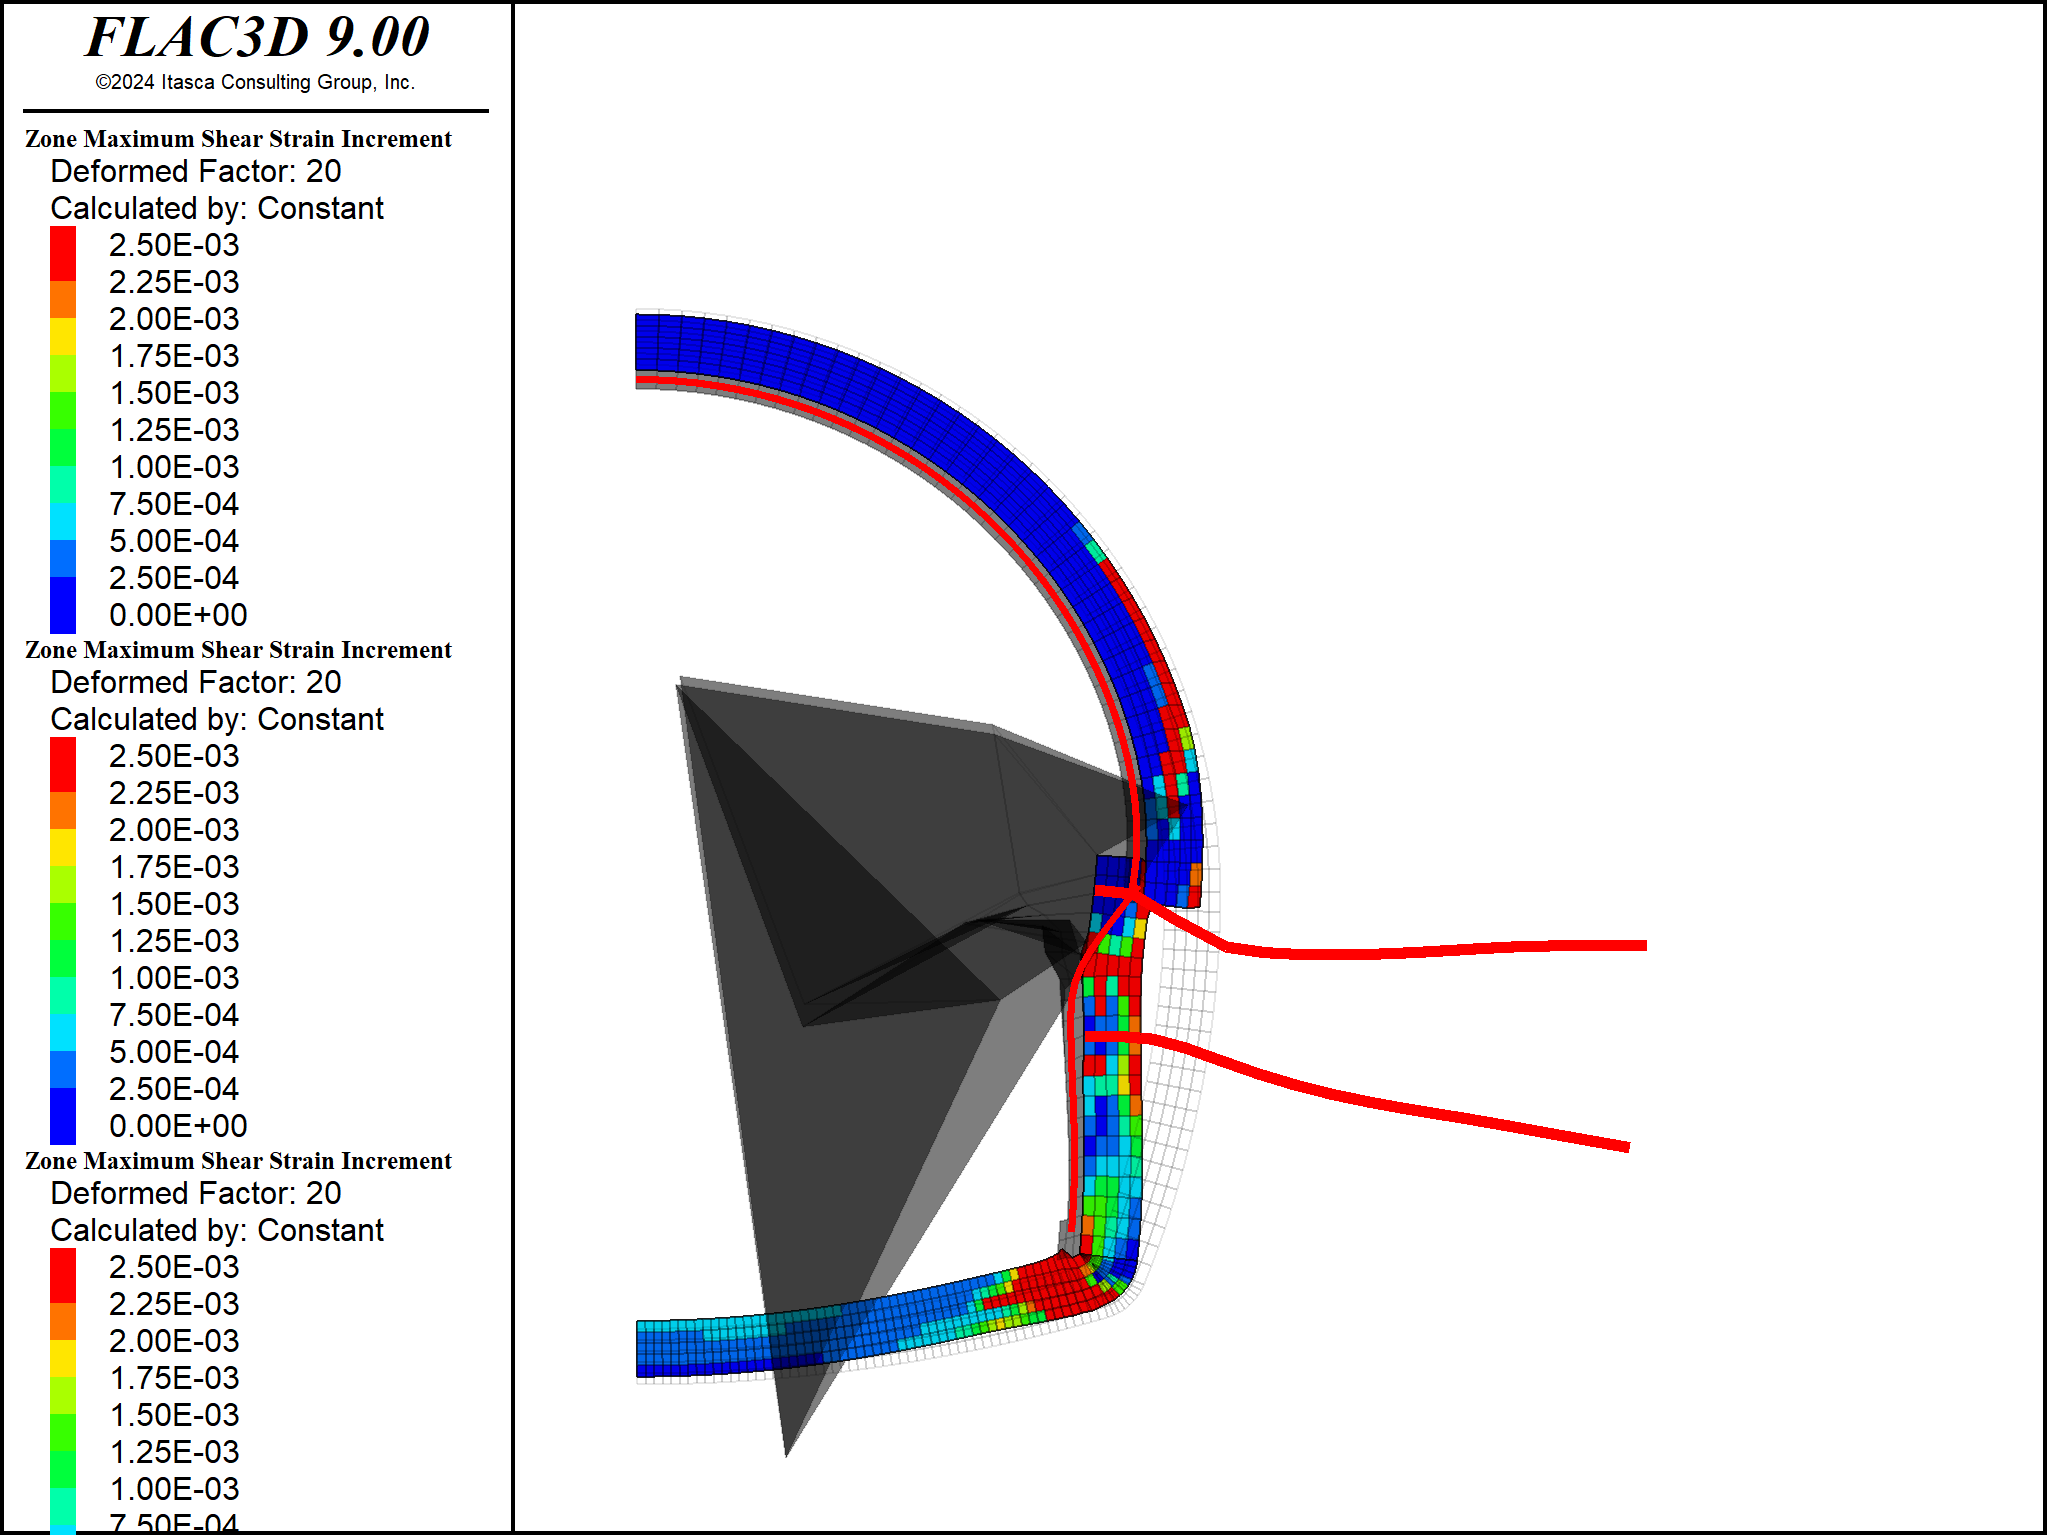 FLAC3D 9.00
©2024 Itasca Consulting Group, Inc.
Zone Maximum Shear Strain Increment
Deformed Factor: 20
Calculated by: Constant
2.50E-03
2.25E-03
2.00E-03
1.75E-03
1.50E-03
1.25E-03
1.00E-03
7.50E-04
5.00E-04
2.50E-04
0.00E+00
Zone Maximum Shear Strain Increment
Deformed Factor: 20
Calculated by: Constant
2.50E-03
2.25E-03
2.00E-03
1.75E-03
1.50E-03
1.25E-03
1.00E-03
7.50E-04
5.00E-04
2.50E-04
0.00E+00
Zone Maximum Shear Strain Increment
Deformed Factor: 20
Calculated by: Constant
2.50E-03
2.25E-03
2.00E-03
1.75E-03
1.50E-03
1.25E-03
1.00E-03
7.50E-04